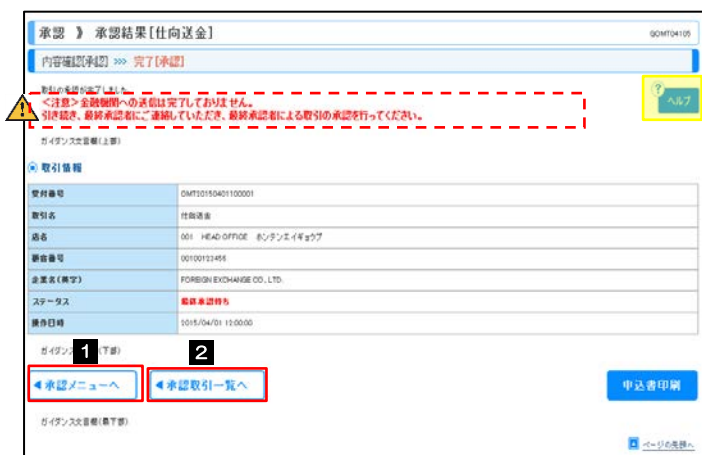 承認 》 承認結果[仕向送金]
GOMT04105
内容確認[承認] >>> 完了[承認]
取引の承認が完了しました。
<注意>金融機関への送信は完了しておりません。
引き続き、最終承認者にご連絡していただき、最終承認者による取引の承認を行ってください。
? ヘルプ
ガイダンス文言欄(上部)
取引情報
受付番号 OMT20150401100001
取引名 仕向送金
店名 001 HEAD OFFICE ホンテンエイギョウブ
顧客番号 00100123456
企業名(英字) FOREIGN EXCHANGE CO., LTD.
ステータス 最終承認待ち
操作日時 2015/04/01 12:00:00
ガイダンス (下部)
1 2
◀承認メニューへ ◀承認取引一覧へ 申込書印刷
ガイダンス文言欄(最下部)
ページの先頭へ